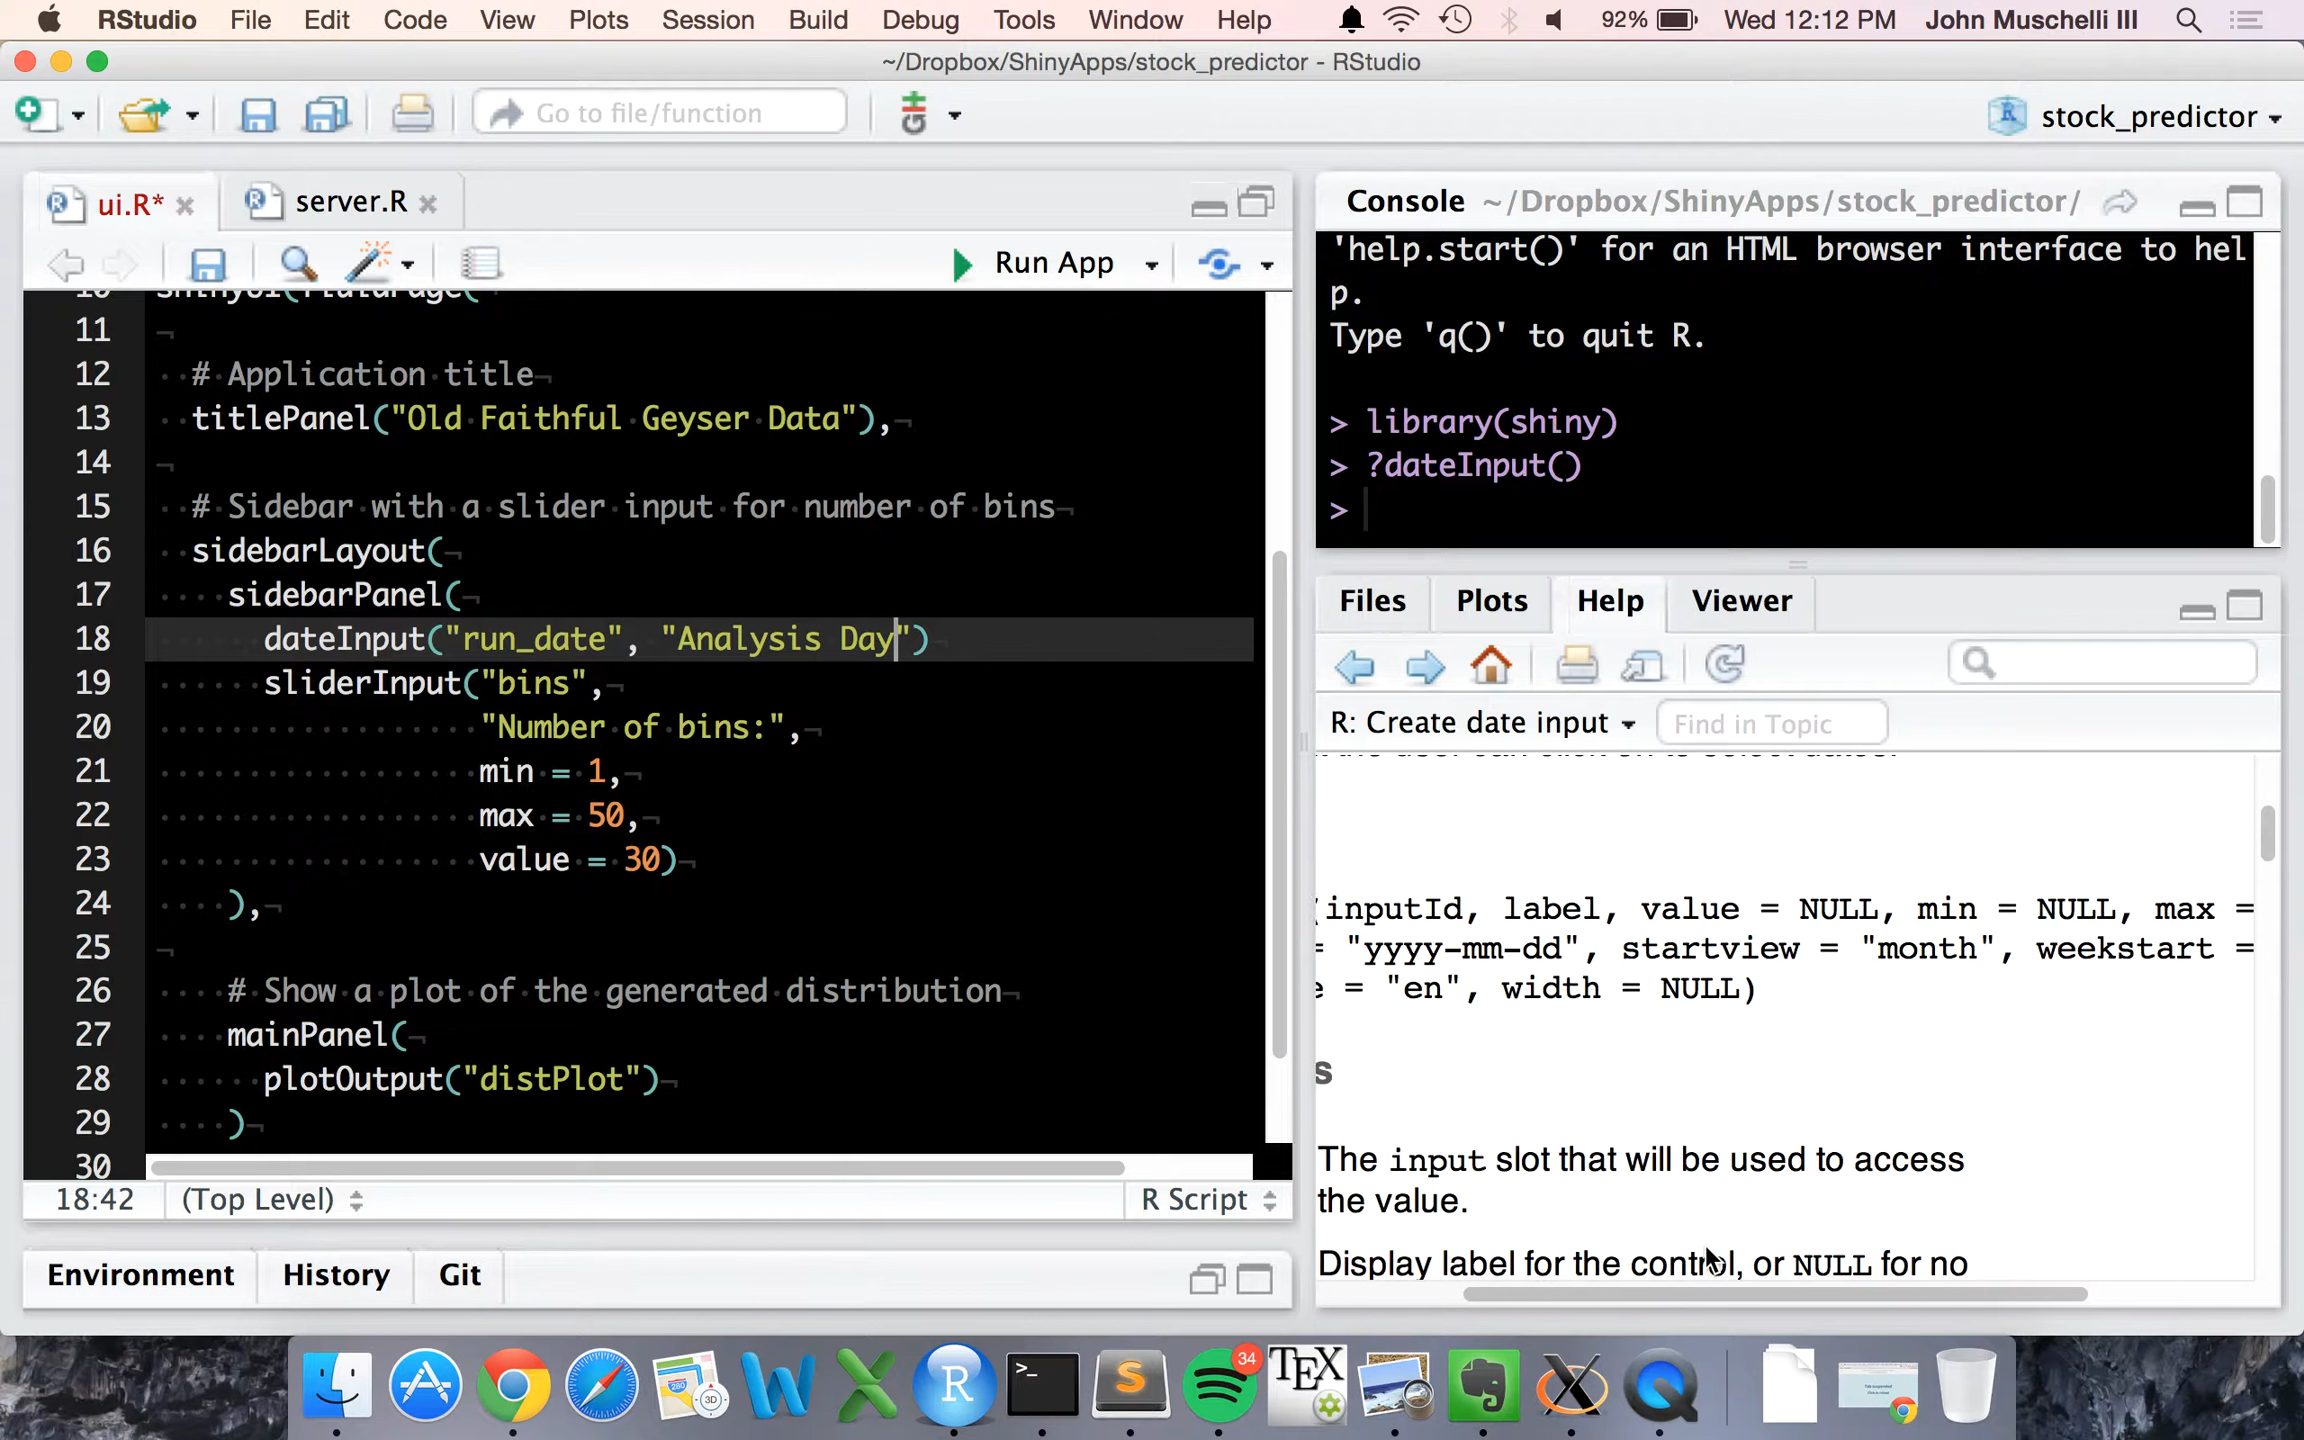 RStudio File Edit Code View Plots Session Build Debug Tools Window Help 92% Wed 12:12 PM John Muschelli III
~/Dropbox/ShinyApps/stock_predictor - RStudio
Go to file/function
stock_predictor
ui.R*
server.R
Run App
10 shinyUI(fluidPage(
11
12 # Application title
13 titlePanel("Old Faithful Geyser Data"),
14
15 # Sidebar with a slider input for number of bins
16 sidebarLayout(
17 sidebarPanel(
18 dateInput("run_date", "Analysis Day")
19 sliderInput("bins",
20 "Number of bins:",
21 min = 1,
22 max = 50,
23 value = 30)
24 ),
25
26 # Show a plot of the generated distribution
27 mainPanel(
28 plotOutput("distPlot")
29 )
30
18:42 (Top Level) R Script
Environment History Git
Console ~/Dropbox/ShinyApps/stock_predictor/
'help.start()' for an HTML browser interface to hel
p.
Type 'q()' to quit R.
> library(shiny)
> ?dateInput()
>
Files Plots Help Viewer
R: Create date input Find in Topic
(inputId, label, value = NULL, min = NULL, max =
= "yyyy-mm-dd", startview = "month", weekstart =
e = "en", width = NULL)
s
The input slot that will be used to access
the value.
Display label for the control, or NULL for no
34
TEX